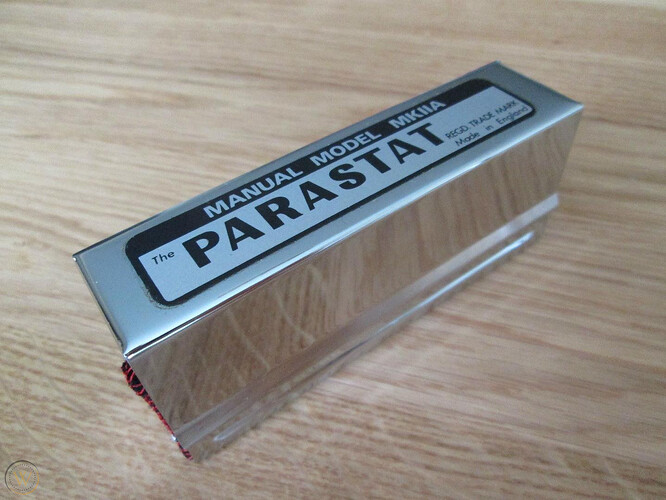 MANUAL MODEL MKIIA
The PARASTAT
REGD. TRADE MARK
Made in England